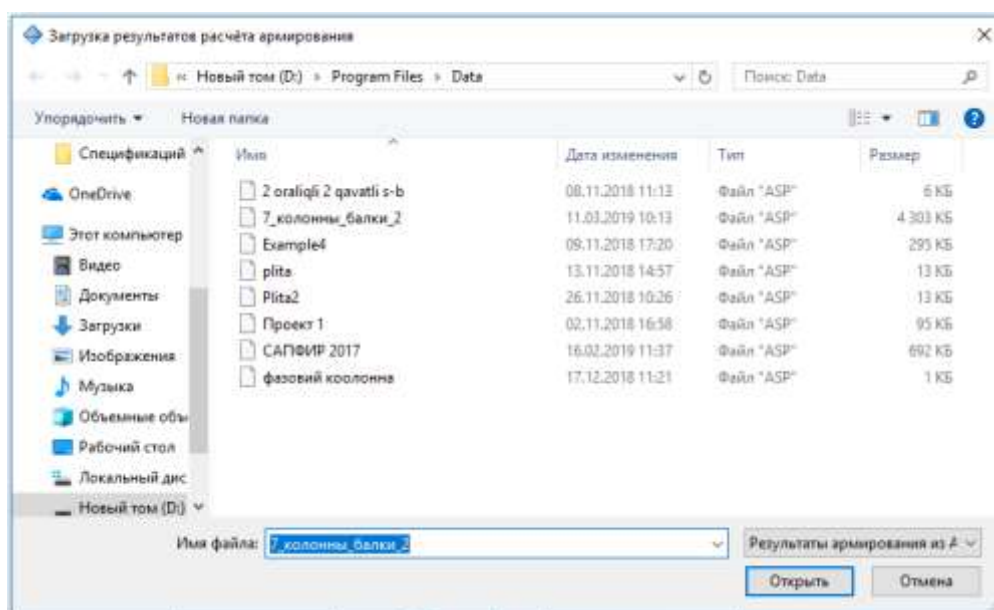 Загрузка результатов расчёта армирования
« Новый том (D:) › Program Files › Data
Поиск: Data
Упорядочить
Новая папка
Имя Дата изменения Тип Размер
2 oraliqli 2 qavatli s-b 08.11.2018 11:13 Файл "ASP" 6 КБ
7_колонны_балки_2 11.03.2019 10:13 Файл "ASP" 4 303 КБ
Example4 09.11.2018 17:20 Файл "ASP" 295 КБ
plita 13.11.2018 14:57 Файл "ASP" 13 КБ
Plita2 26.11.2018 10:26 Файл "ASP" 13 КБ
Проект 1 02.11.2018 16:58 Файл "ASP" 95 КБ
САПФИР 2017 16.02.2019 11:37 Файл "ASP" 692 КБ
фазовий коолонна 17.12.2018 11:21 Файл "ASP" 1 КБ
Спецификаций
OneDrive
Этот компьютер
Видео
Документы
Загрузки
Изображения
Музыка
Объемные объ
Рабочий стол
Локальный дис
Новый том (D:)
Имя файла: 7_колонны_балки_2
Результаты армирования из А
Открыть
Отмена